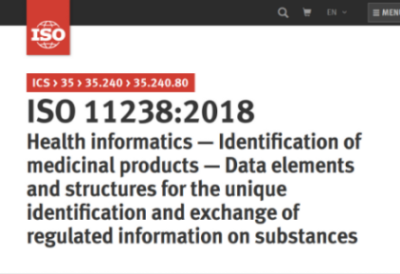 ISO
EN
MENU
ICS > 35 > 35.240 > 35.240.80
ISO 11238:2018
Health informatics — Identification of
medicinal products — Data elements
and structures for the unique
identification and exchange of
regulated information on substances